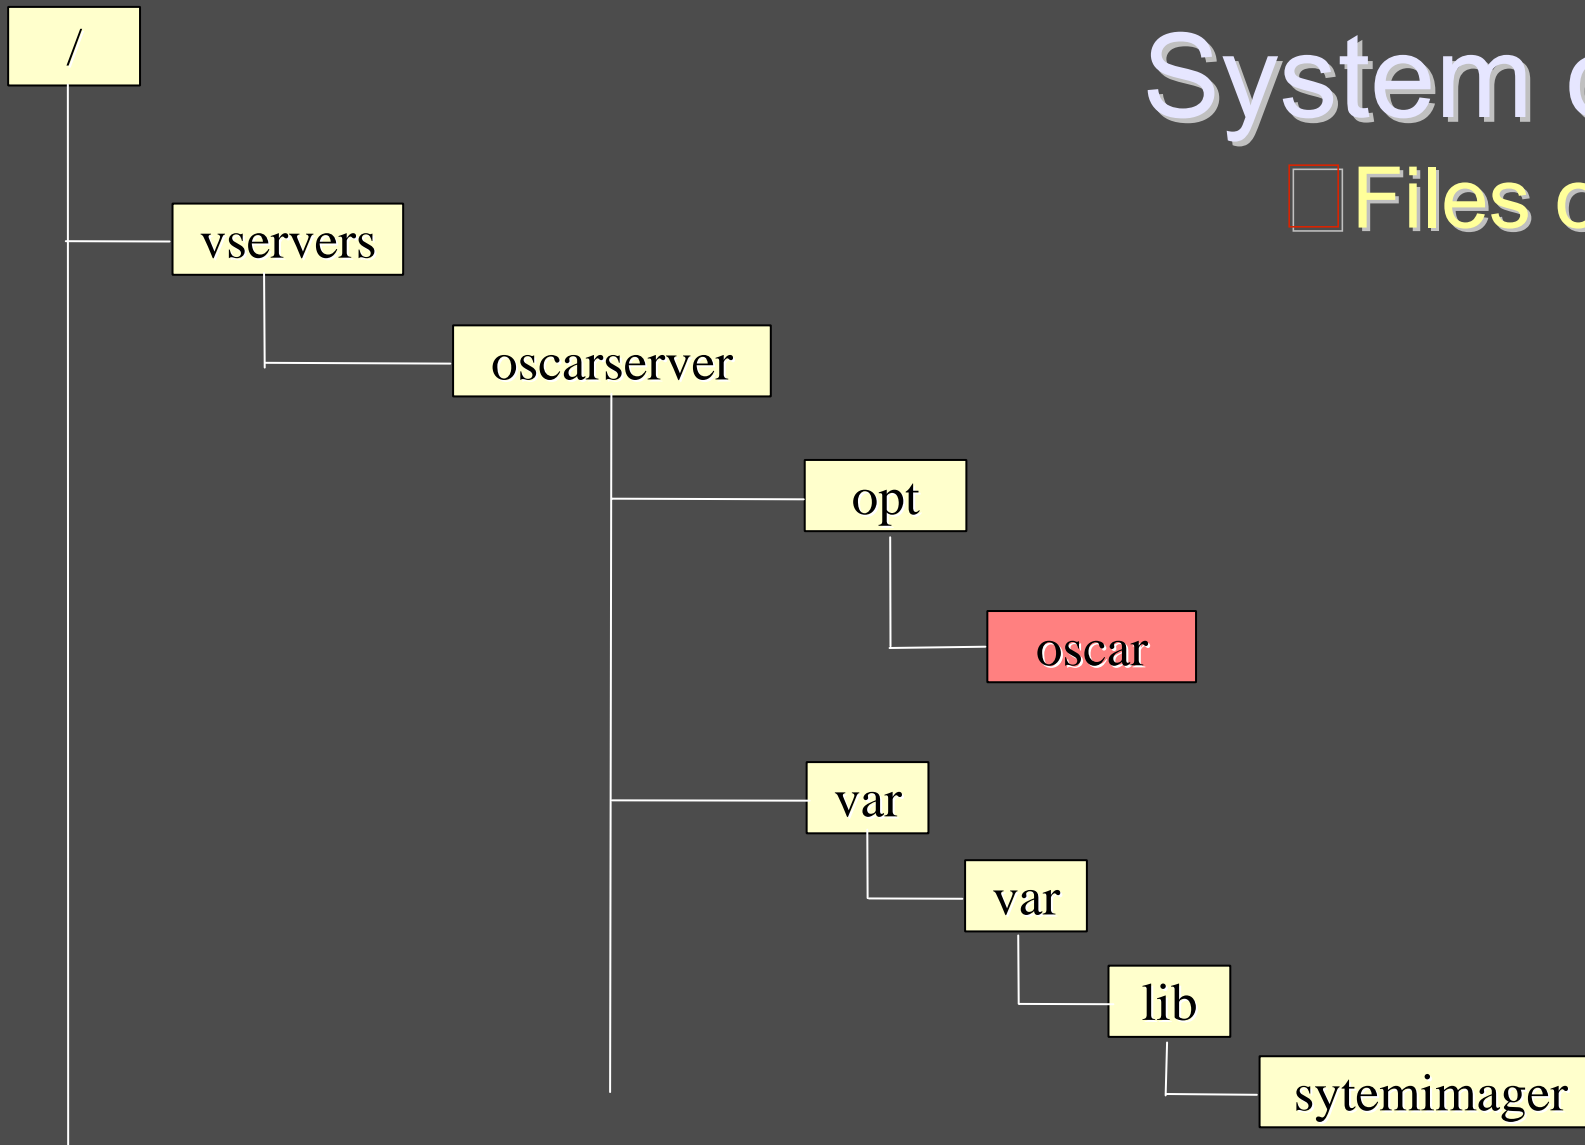 /
System
Files
vservers
oscarserver
opt
oscar
var
var
lib
sytemimager